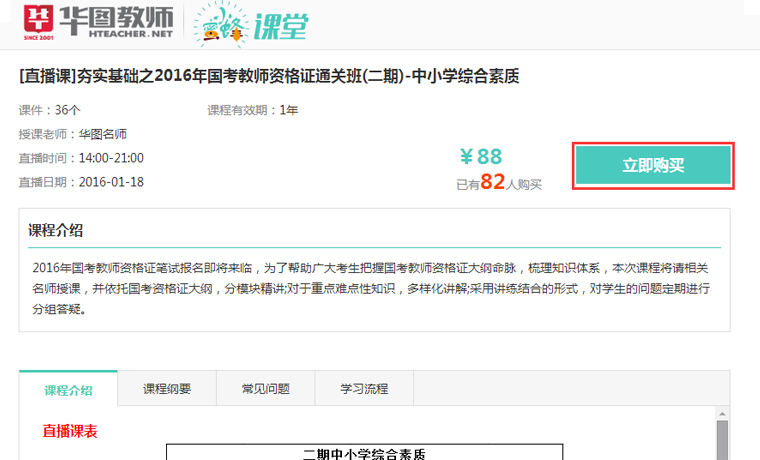 华图教师
SINCE 2001
HTEACHER.NET
蜜蜂课堂
[直播课]夯实基础之2016年国考教师资格证通关班(二期)-中小学综合素质
课件：36个 课程有效期：1年
授课老师：华图名师
直播时间：14:00-21:00
直播日期：2016-01-18
￥88
已有82人购买
立即购买
课程介绍
2016年国考教师资格证笔试报名即将来临，为了帮助广大考生把握国考教师资格证大纲命脉，梳理知识体系，本次课程将请相关
名师授课，并依托国考资格证大纲，分模块精讲;对于重点难点性知识，多样化讲解;采用讲练结合的形式，对学生的问题定期进行
分组答疑。
课程介绍 课程纲要 常见问题 学习流程
直播课表
二期中小学综合素质